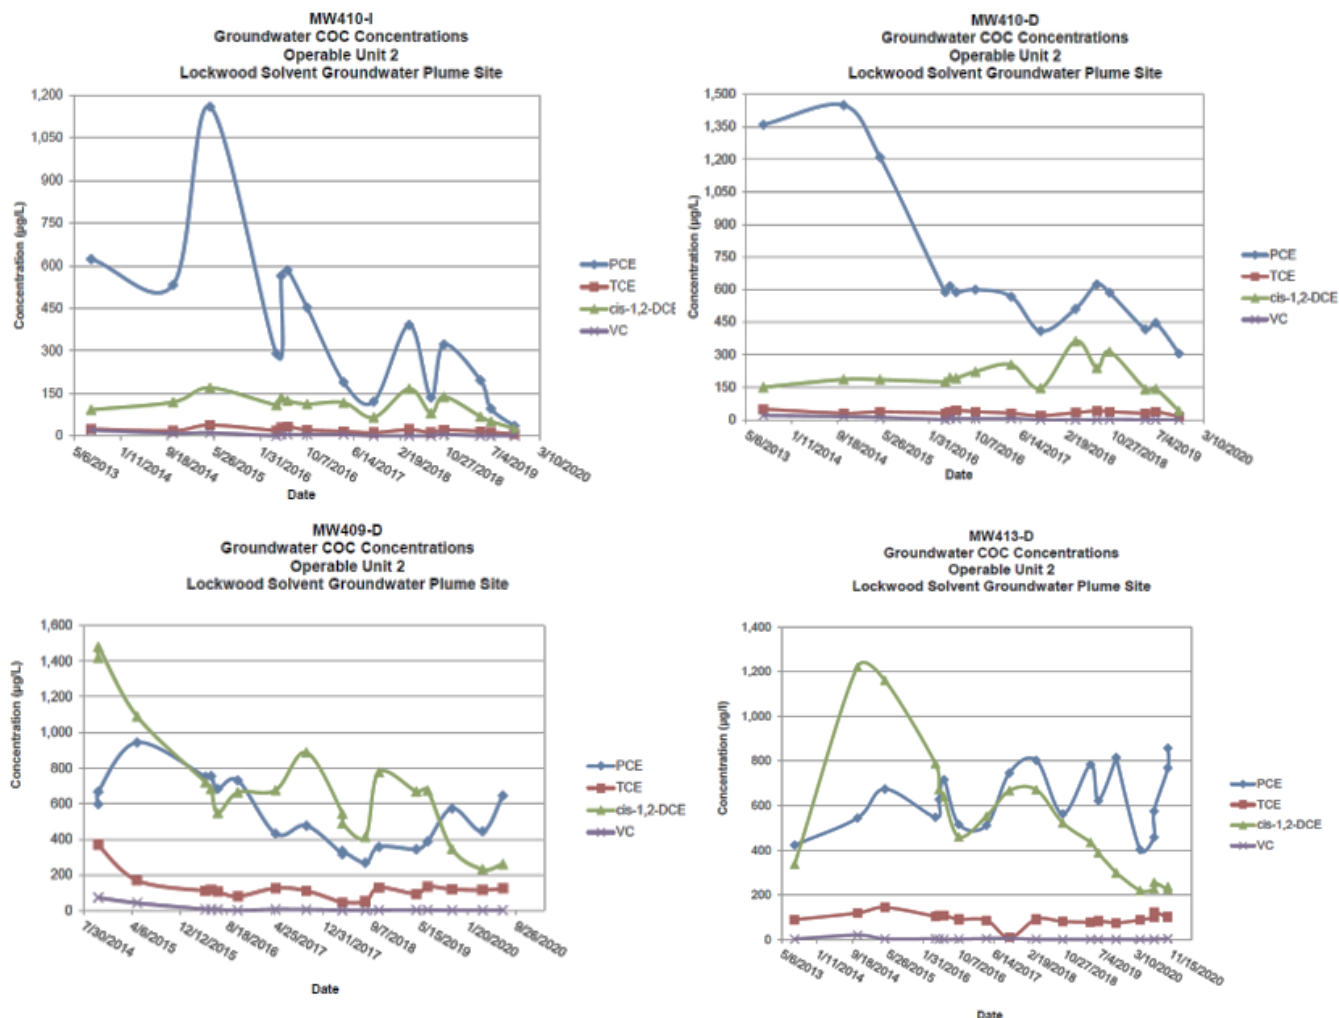 MW410-I
Groundwater COC Concentrations
Operable Unit 2
Lockwood Solvent Groundwater Plume Site
1,200
1,050
900
750
600
450
300
150
0
Concentration (µg/L)
PCE
TCE
cis-1,2-DCE
VC
5/6/2013
1/11/2014
9/18/2014
5/26/2015
1/31/2016
10/7/2016
6/14/2017
2/19/2018
10/27/2018
7/4/2019
3/10/2020
Date
MW410-D
Groundwater COC Concentrations
Operable Unit 2
Lockwood Solvent Groundwater Plume Site
1,500
1,350
1,200
1,050
900
750
600
450
300
150
0
Concentration (µg/L)
PCE
TCE
cis-1,2-DCE
VC
5/6/2013
1/11/2014
9/18/2014
5/26/2015
1/31/2016
10/7/2016
6/14/2017
2/19/2018
10/27/2018
7/4/2019
3/10/2020
Date
MW409-D
Groundwater COC Concentrations
Operable Unit 2
Lockwood Solvent Groundwater Plume Site
1,600
1,400
1,200
1,000
800
600
400
200
0
Concentration (µg/L)
PCE
TCE
cis-1,2-DCE
VC
7/30/2014
4/6/2015
12/12/2015
8/18/2016
4/25/2017
12/31/2017
9/7/2018
5/15/2019
1/20/2020
9/26/2020
Date
MW413-D
Groundwater COC Concentrations
Operable Unit 2
Lockwood Solvent Groundwater Plume Site
1,400
1,200
1,000
800
600
400
200
0
Concentration (µg/l)
PCE
TCE
cis-1,2-DCE
VC
5/6/2013
1/11/2014
9/18/2014
5/26/2015
1/31/2016
10/7/2016
6/14/2017
2/19/2018
10/27/2018
7/4/2019
3/10/2020
11/15/2020
Date